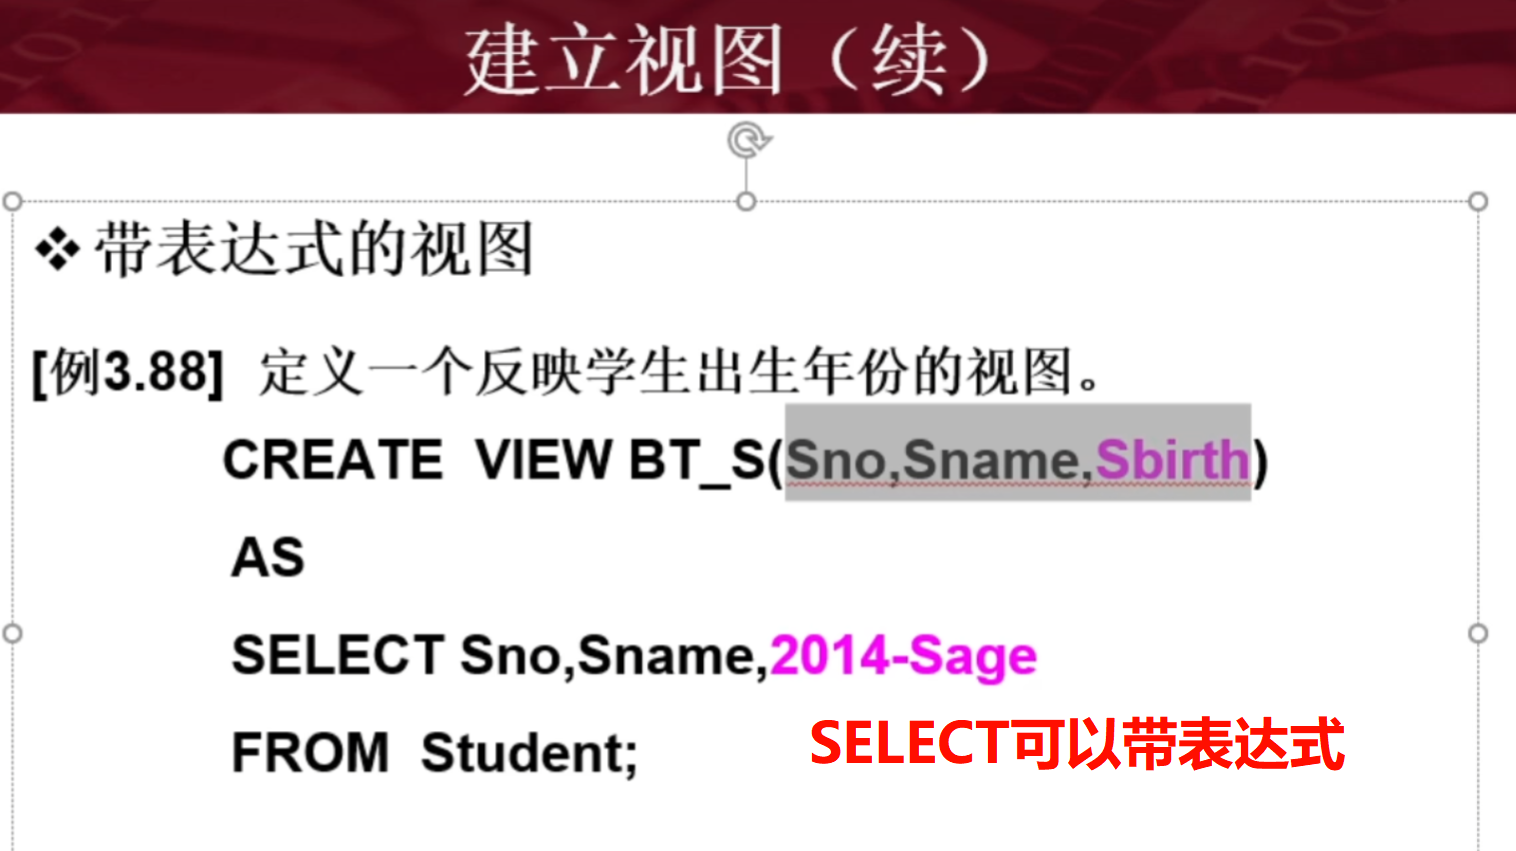 建立视图（续）
❖带表达式的视图
[例3.88] 定义一个反映学生出生年份的视图。
CREATE VIEW BT_S(Sno,Sname,Sbirth)
AS
SELECT Sno,Sname,2014-Sage
FROM Student;
SELECT可以带表达式